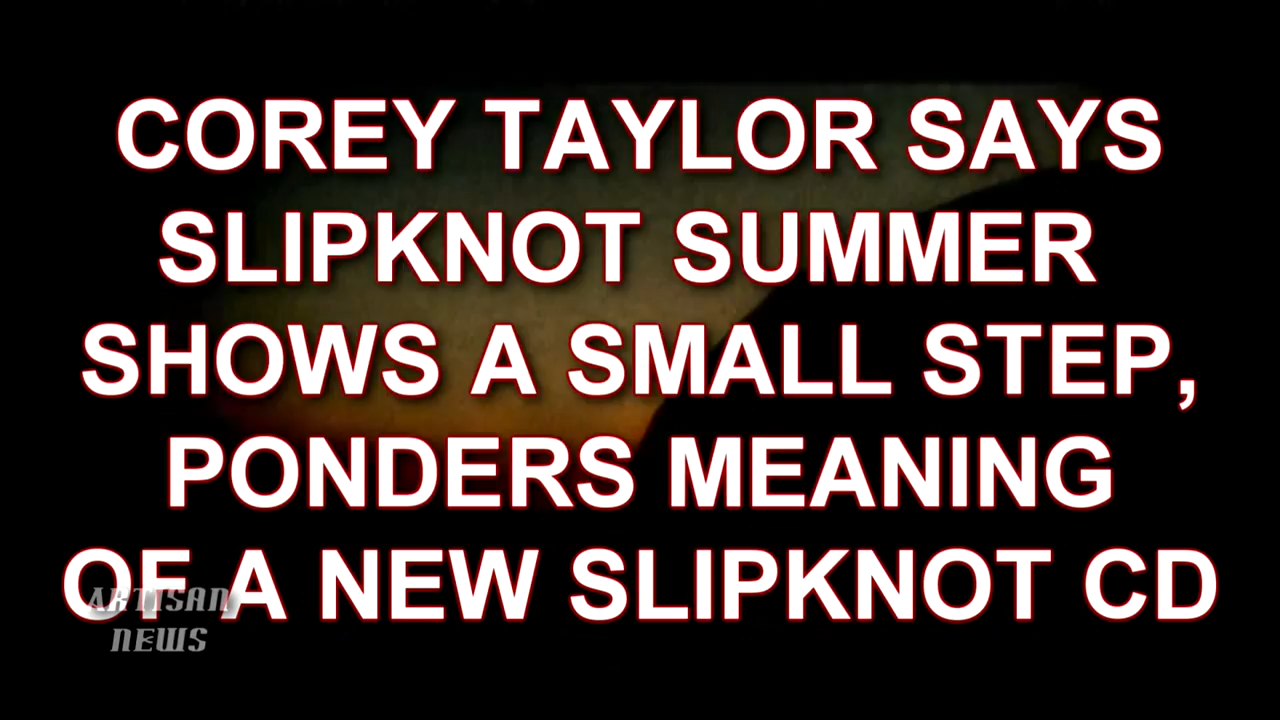 COREY TAYLOR SAYS
SLIPKNOT SUMMER
SHOWS A SMALL STEP,
PONDERS MEANING
OF A NEW SLIPKNOT CD
ARTISAN
NEWS